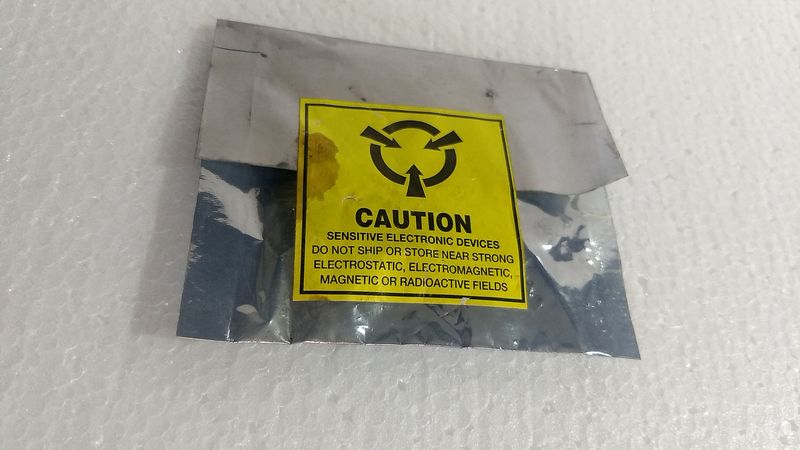 CAUTION
SENSITIVE ELECTRONIC DEVICES
DO NOT SHIP OR STORE NEAR STRONG
ELECTROSTATIC, ELECTROMAGNETIC,
MAGNETIC OR RADIOACTIVE FIELDS